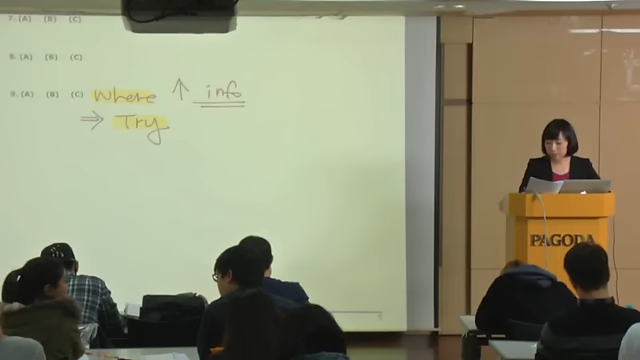 7. (A) (B) (C)
8. (A) (B) (C)
9. (A) (B) (C) Where ↑ info
⇒ Try
PAGODA